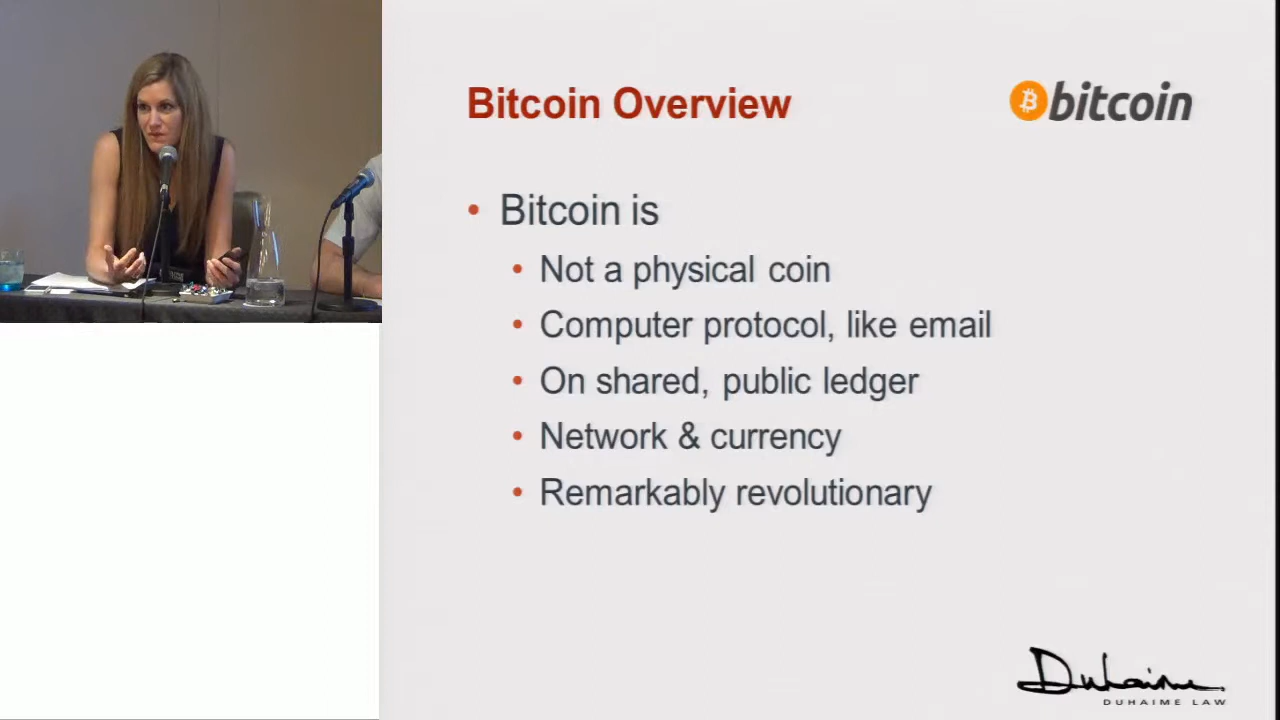 Bitcoin Overview
bitcoin
• Bitcoin is
• Not a physical coin
• Computer protocol, like email
• On shared, public ledger
• Network & currency
• Remarkably revolutionary
Duhaime
DUHAIME LAW